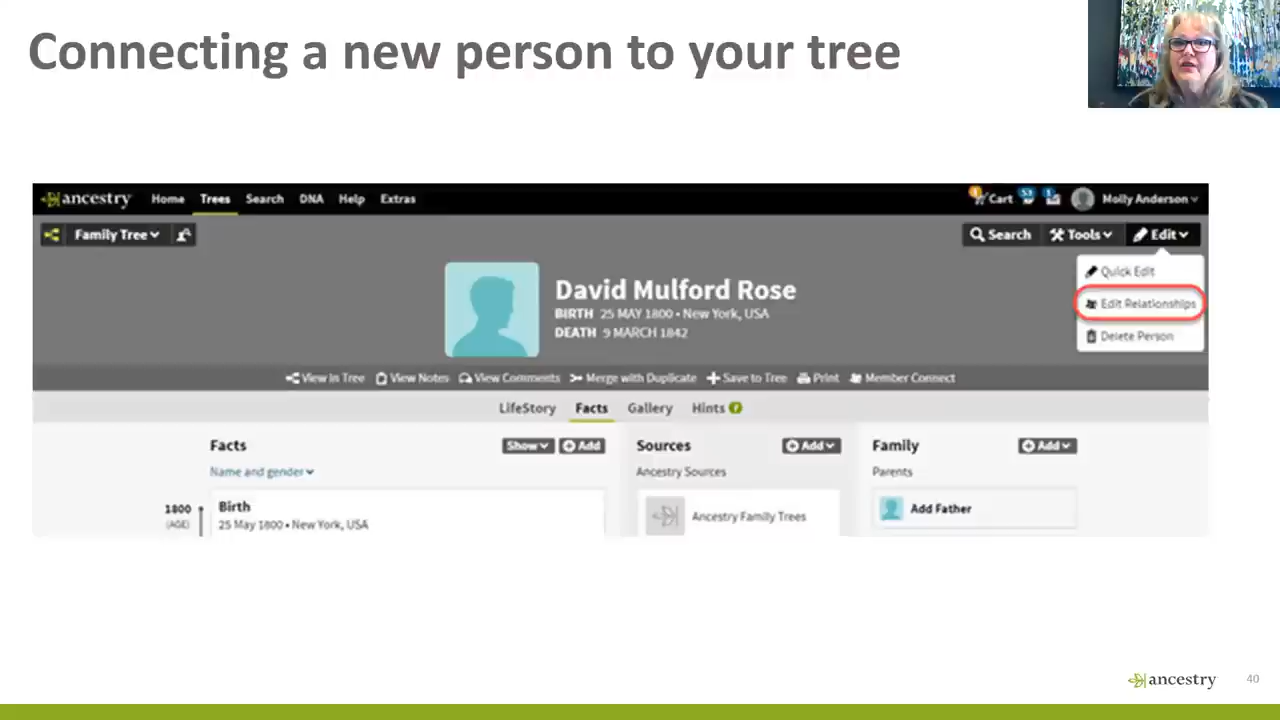 Connecting a new person to your tree
ancestry Home Trees Search DNA Help Extras Cart 53 1 Molly Anderson
Family Tree Search Tools Edit
Quick Edit
Edit Relationships
Delete Person
David Mulford Rose
BIRTH 25 MAY 1800 • New York, USA
DEATH 9 MARCH 1842
View in Tree View Notes View Comments Merge with Duplicate Save to Tree Print Member Connect
LifeStory Facts Gallery Hints
Facts Show Add Sources Add Family Add
Name and gender Ancestry Sources Parents
1800 Birth
(AGE) 25 May 1800 • New York, USA
Ancestry Family Trees
Add Father
ancestry 40